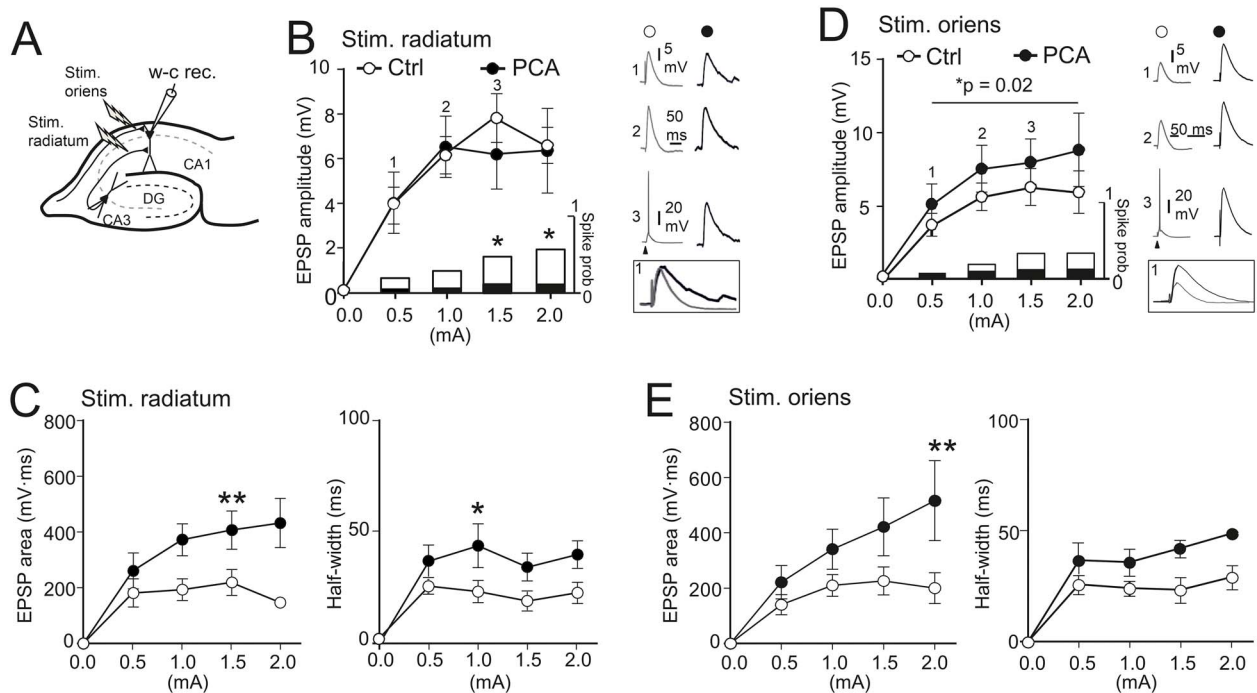 A
Stim.
oriens
w-c rec.
Stim.
radiatum
CA1
DG
CA3
B
Stim. radiatum
Ctrl
PCA
EPSP amplitude (mV)
10
8
6
4
2
0
1
2
3
*
*
1
0
Spike prob
0.0
0.5
1.0
1.5
2.0
(mA)
1
5
mV
2
50
ms
3
20
mV
1
D
Stim. oriens
Ctrl
PCA
*p = 0.02
EPSP amplitude (mV)
15
10
5
0
1
2
3
1
0
Spike prob
0.0
0.5
1.0
1.5
2.0
(mA)
1
5
mV
2
50 ms
3
20
mV
1
C
Stim. radiatum
EPSP area (mV·ms)
800
600
400
200
0
**
0.0
0.5
1.0
1.5
2.0
(mA)
Half-width (ms)
100
50
0
*
0.0
0.5
1.0
1.5
2.0
(mA)
E
Stim. oriens
EPSP area (mV·ms)
800
600
400
200
0
**
0.0
0.5
1.0
1.5
2.0
(mA)
Half-width (ms)
100
50
0
0.0
0.5
1.0
1.5
2.0
(mA)